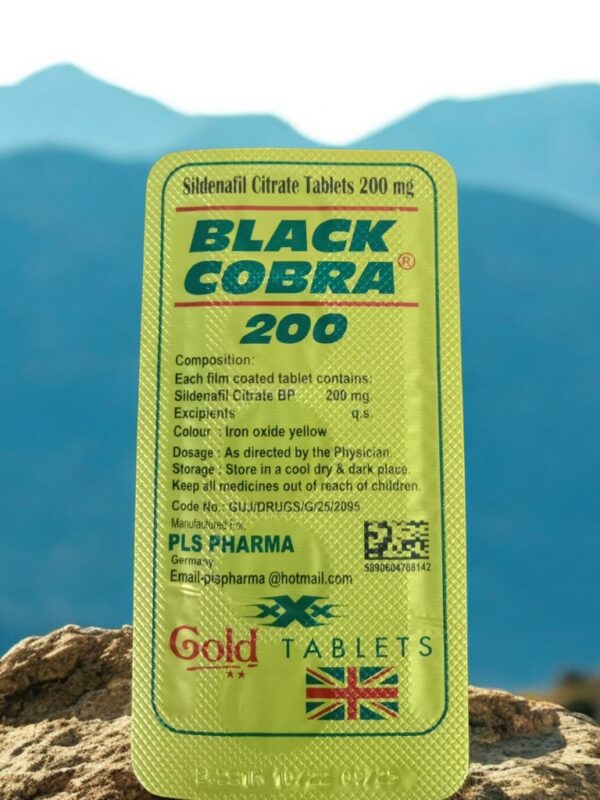 Sildenafil Citrate Tablets 200 mg
BLACK
COBRA®
200
Composition:
Each film coated tablet contains:
Sildenafil Citrate BP 200 mg.
Excipients q.s.
Colour : Iron oxide yellow
Dosage : As directed by the Physician
Storage : Store in a cool dry & dark place.
Keep all medicines out of reach of children.
Code No.: GUJ/DRUGS/G/25/2095
Manufactured For:
PLS PHARMA
Germany
Email-plspharma @hotmail.com
5890604788142
xXx
Gold TABLETS
10/22